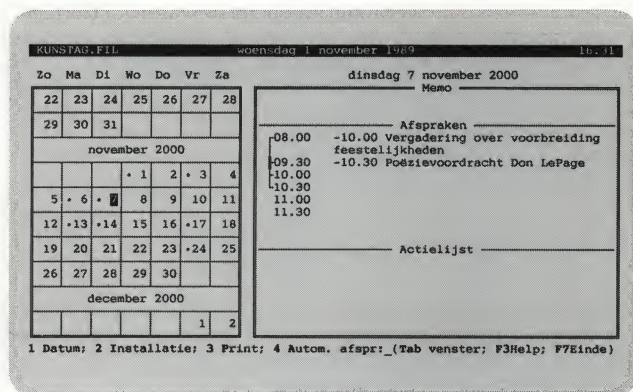 KUNSTAG.FIL woensdag 1 november 1989 16.31
Zo Ma Di Wo Do Vr Za
22 23 24 25 26 27 28
29 30 31
november 2000
• 1 2 • 3 4
5 • 6 • 7 8 9 10 11
12 •13 •14 15 16 •17 18
19 20 21 22 23 •24 25
26 27 28 29 30
december 2000
1 2
dinsdag 7 november 2000
Memo
Afspraken
08.00 -10.00 Vergadering over voorbreiding
feestelijkheden
09.30 -10.30 Poëzievoordracht Don LePage
10.00
10.30
11.00
11.30
Actielijst
1 Datum; 2 Installatie; 3 Print; 4 Autom. afspr:_(Tab venster; F3Help; F7Einde)